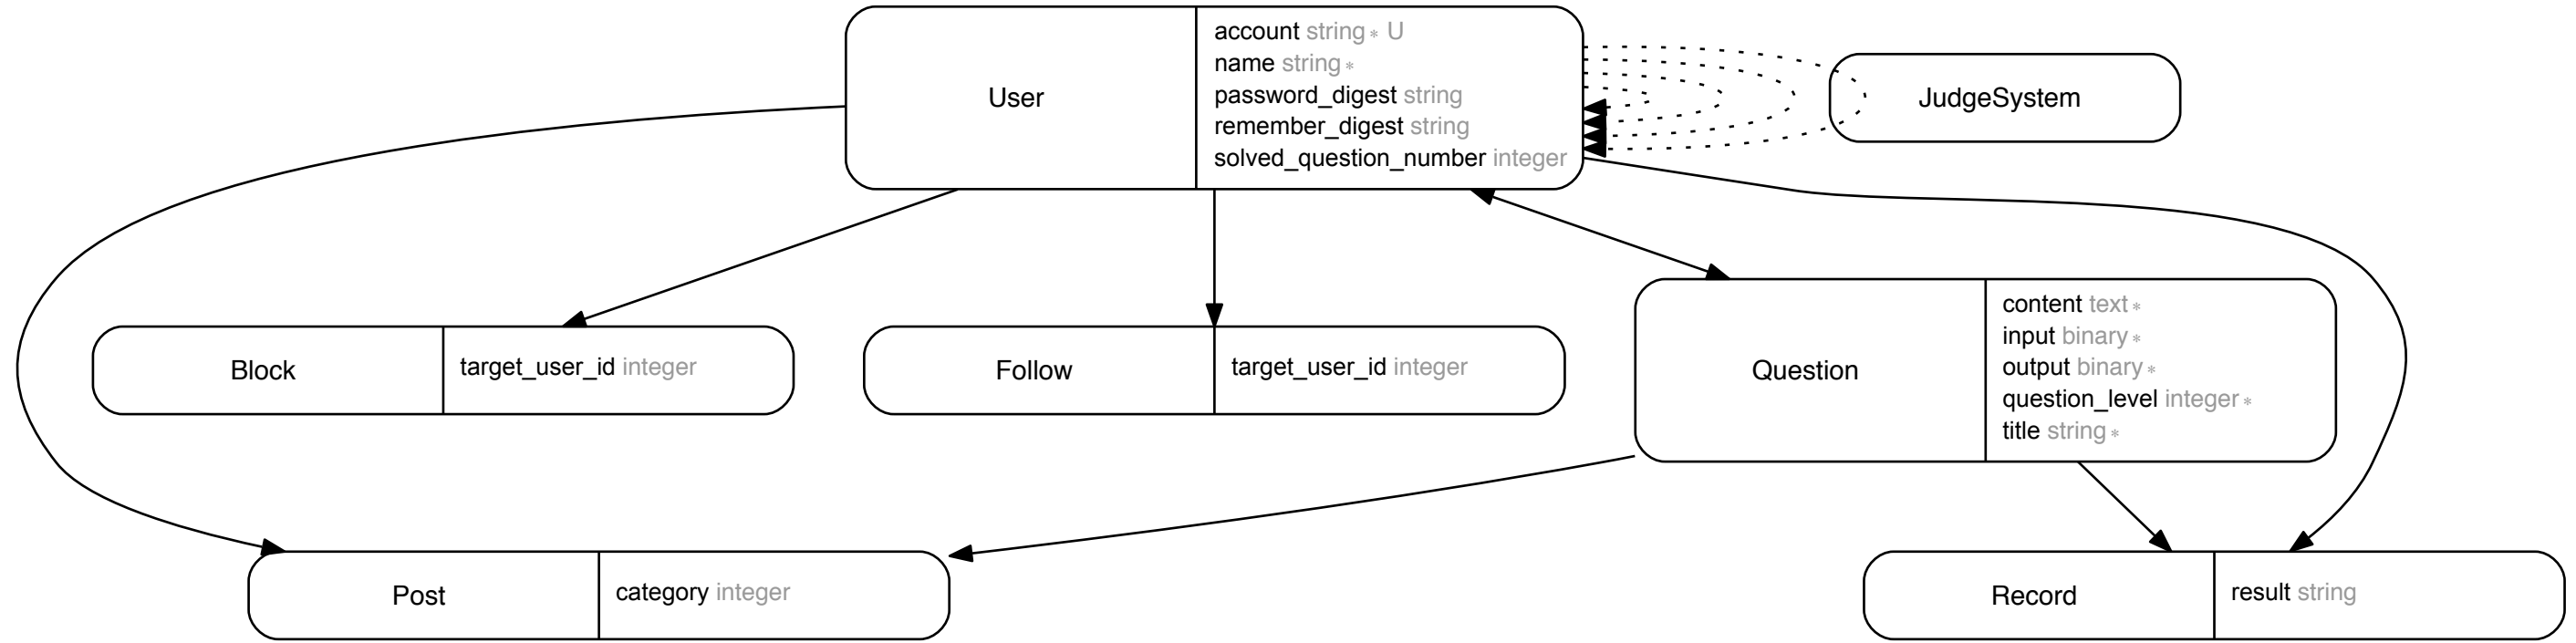 User
account string∗ U
name string∗
password_digest string
remember_digest string
solved_question_number integer
JudgeSystem
Block
target_user_id integer
Follow
target_user_id integer
Question
content text∗
input binary∗
output binary∗
question_level integer∗
title string∗
Post
category integer
Record
result string